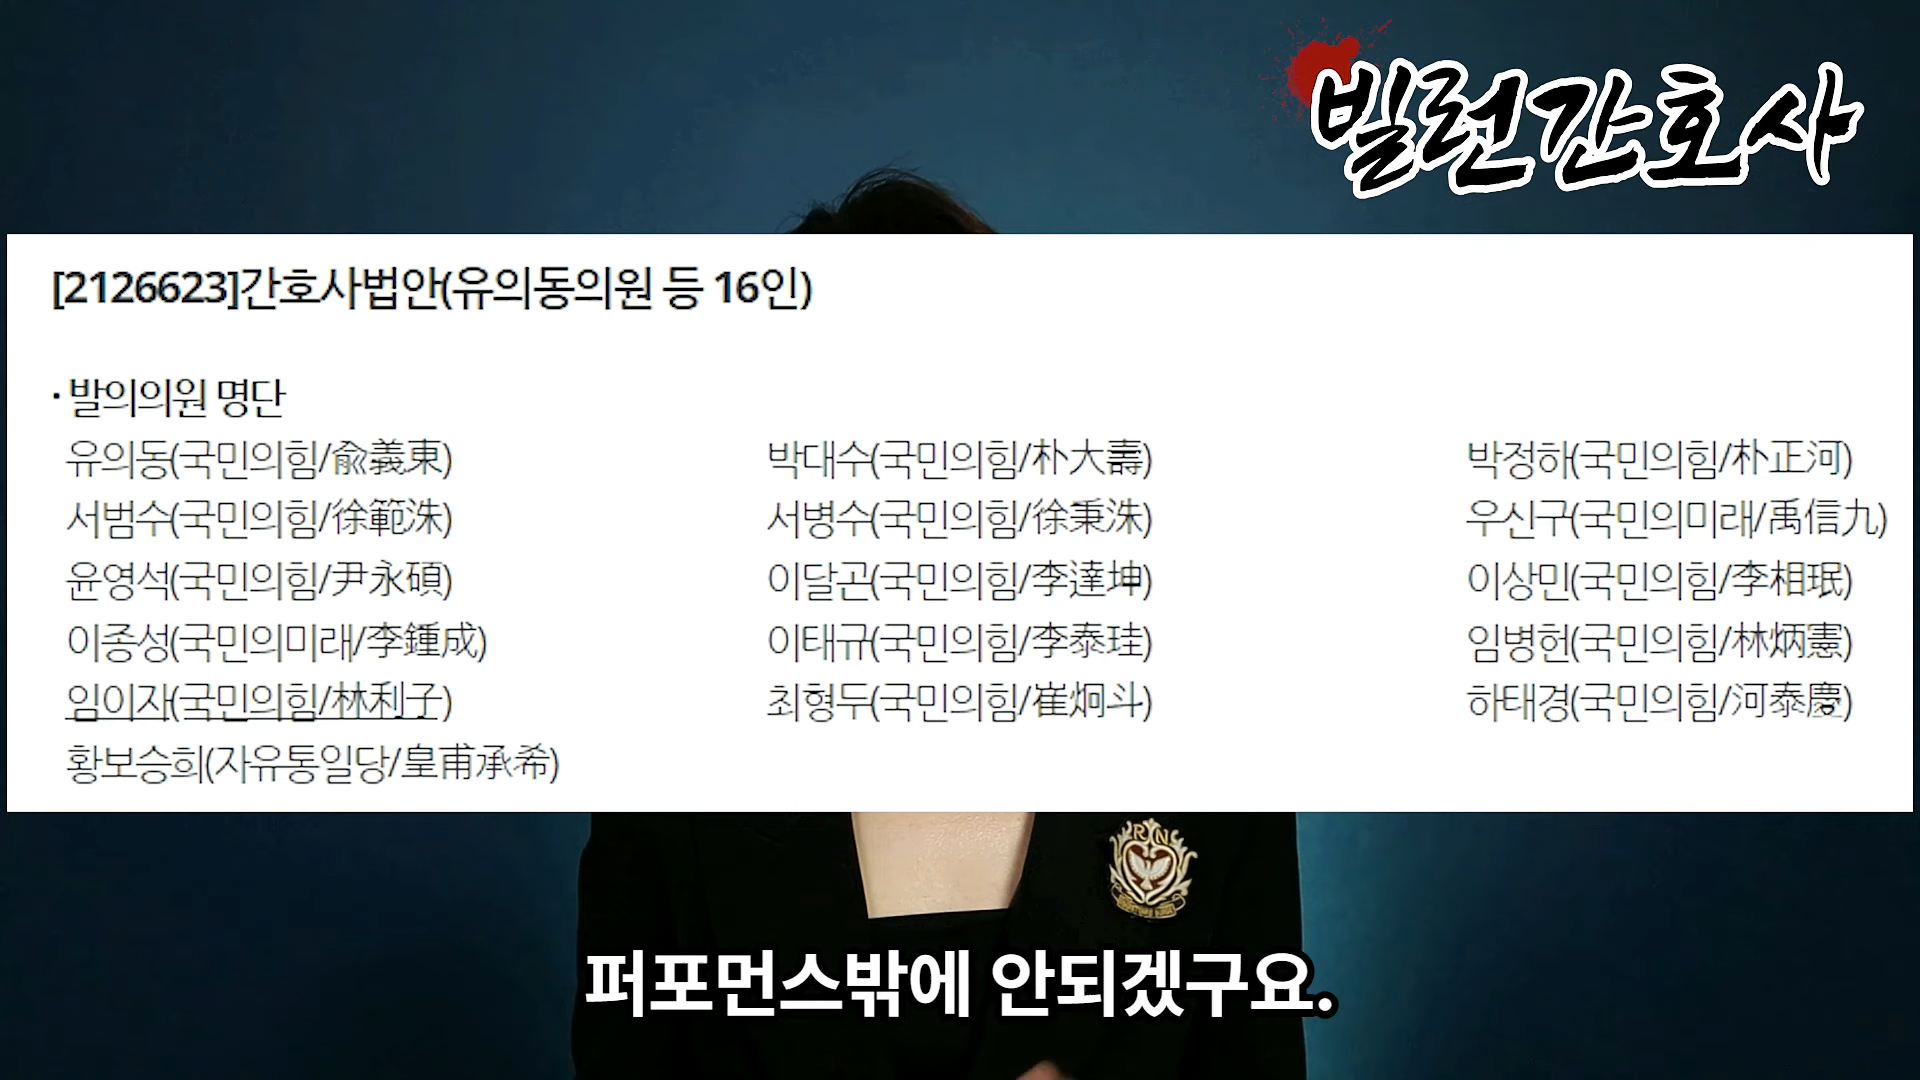 빌런간호사
[2126623]간호사법안(유의동의원 등 16인)
· 발의의원 명단
유의동(국민의힘/兪義東) 박대수(국민의힘/朴大壽) 박정하(국민의힘/朴正河)
서범수(국민의힘/徐範洙) 서병수(국민의힘/徐秉洙) 우신구(국민의미래/禹信九)
윤영석(국민의힘/尹永碩) 이달곤(국민의힘/李達坤) 이상민(국민의힘/李相珉)
이종성(국민의미래/李鍾成) 이태규(국민의힘/李泰珪) 임병헌(국민의힘/林炳憲)
임이자(국민의힘/林利子) 최형두(국민의힘/崔炯斗) 하태경(국민의힘/河泰慶)
황보승희(자유통일당/皇甫承希)
RN
퍼포먼스밖에 안되겠구요.